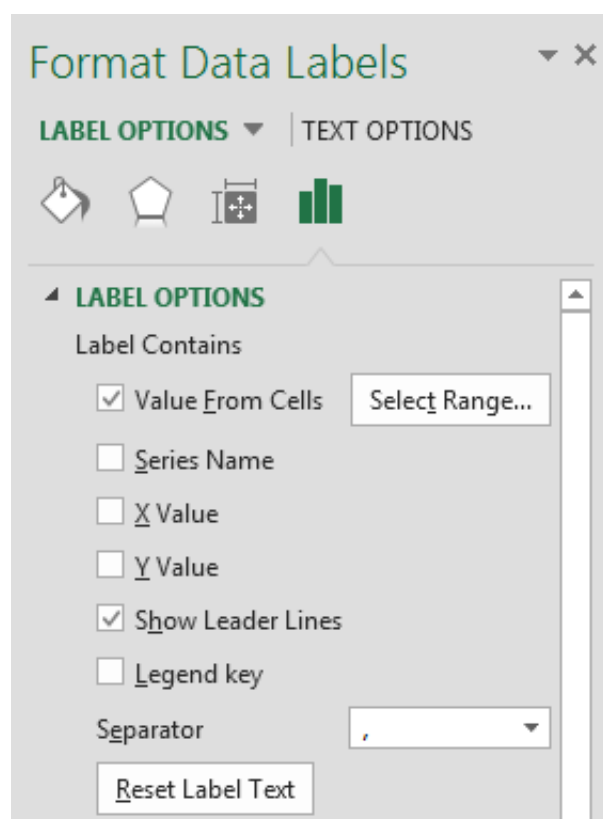 Format Data Labels
LABEL OPTIONS TEXT OPTIONS
LABEL OPTIONS
Label Contains
Value From Cells Select Range...
Series Name
X Value
Y Value
Show Leader Lines
Legend key
Separator ,
Reset Label Text